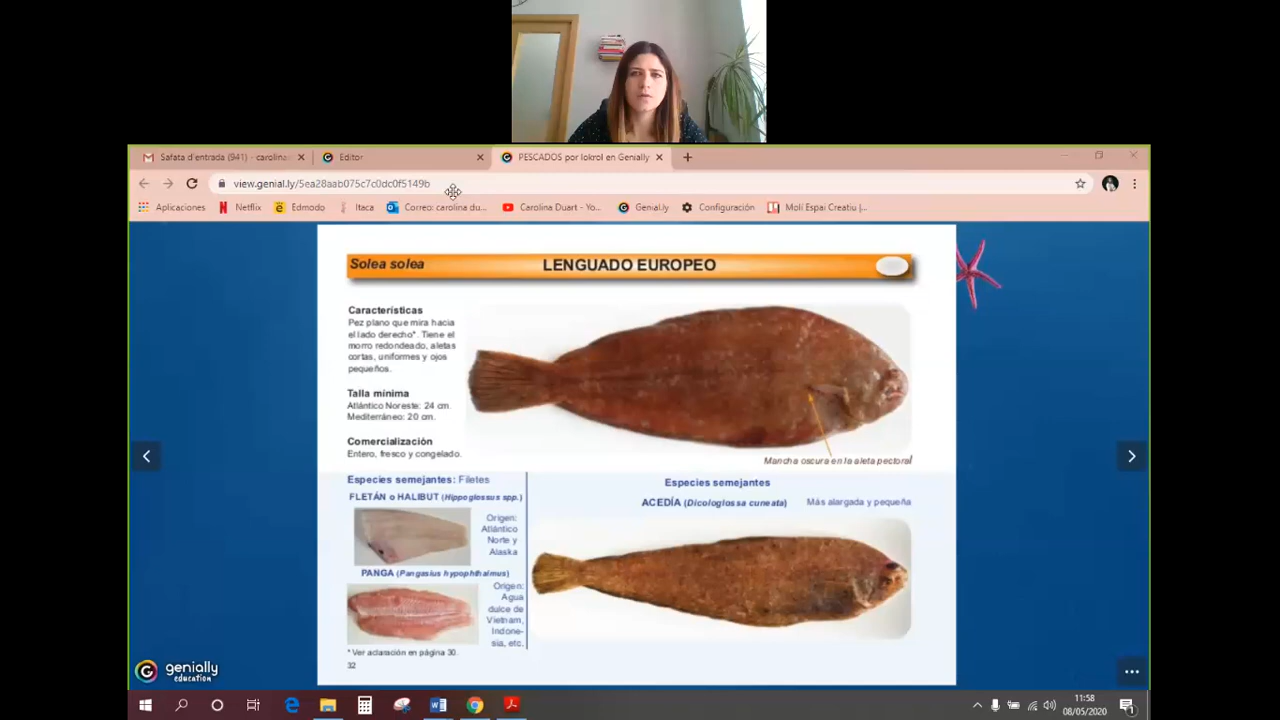 Safata d'entrada (941) - carolina
Editor
PESCADOS por lokrol en Genially
view.genial.ly/5ea28aab075c7c0dc0f5149b
Aplicaciones
Netflix
Edmodo
Itaca
Correo: carolina du...
Carolina Duart - Yo...
Genial.ly
Configuración
Molí Espai Creatiu |...
Solea solea
LENGUADO EUROPEO
Características
Pez plano que mira hacia
el lado derecho*. Tiene el
morro redondeado, aletas
cortas, uniformes y ojos
pequeños.
Talla mínima
Atlántico Noreste: 24 cm.
Mediterráneo: 20 cm.
Comercialización
Entero, fresco y congelado.
Mancha oscura en la aleta pectoral
Especies semejantes: Filetes
FLETÁN o HALIBUT (Hippoglossus spp.)
Origen:
Atlántico
Norte y
Alaska
PANGA (Pangasius hypophthalmus)
Origen:
Agua
dulce de
Vietnam,
Indone-
sia, etc.
* Ver aclaración en página 30.
32
Especies semejantes
ACEDÍA (Dicologlossa cuneata)
Más alargada y pequeña
genially
education
11:58
08/05/2020